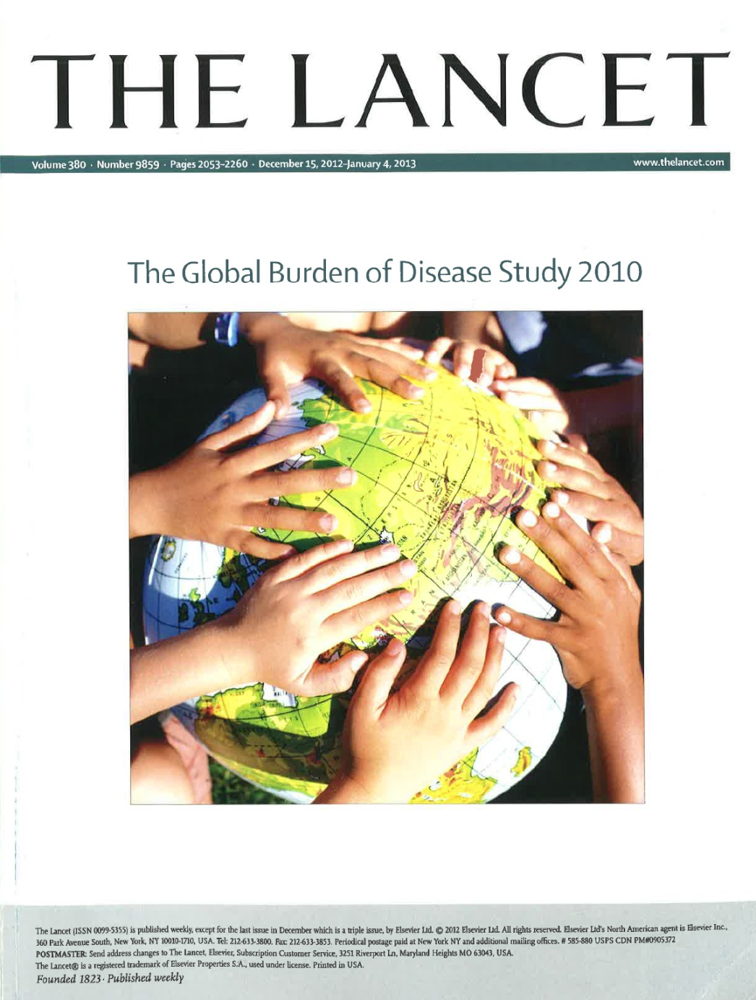 THE LANCET
Volume 380 · Number 9859 · Pages 2053–2260 · December 15, 2012–January 4, 2013 www.thelancet.com
The Global Burden of Disease Study 2010
The Lancet (ISSN 0099-5355) is published weekly, except for the last issue in December which is a triple issue, by Elsevier Ltd. © 2012 Elsevier Ltd. All rights reserved. Elsevier Ltd's North American agent is Elsevier Inc.,
360 Park Avenue South, New York, NY 10010-1710, USA. Tel: 212-633-3800. Fax: 212-633-3853. Periodical postage paid at New York NY and additional mailing offices. # 585-880 USPS CDN PM#0905372
POSTMASTER: Send address changes to The Lancet, Elsevier, Subscription Customer Service, 3251 Riverport Ln, Maryland Heights MO 63043, USA.
The Lancet® is a registered trademark of Elsevier Properties S.A., used under license. Printed in USA.
Founded 1823 · Published weekly